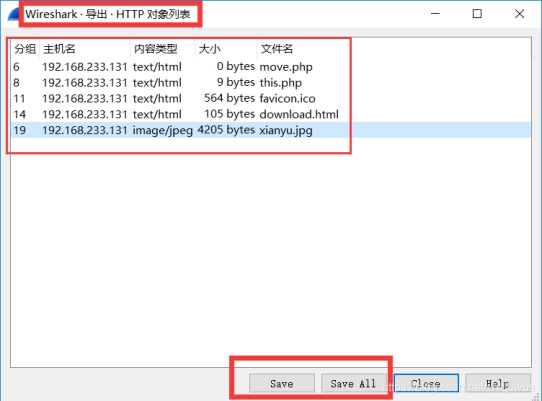 Wireshark · 导出 · HTTP 对象列表
分组 主机名 内容类型 大小 文件名
6 192.168.233.131 text/html 0 bytes move.php
8 192.168.233.131 text/html 9 bytes this.php
11 192.168.233.131 text/html 564 bytes favicon.ico
14 192.168.233.131 text/html 105 bytes download.html
19 192.168.233.131 image/jpeg 4205 bytes xianyu.jpg
Save Save All Close Help